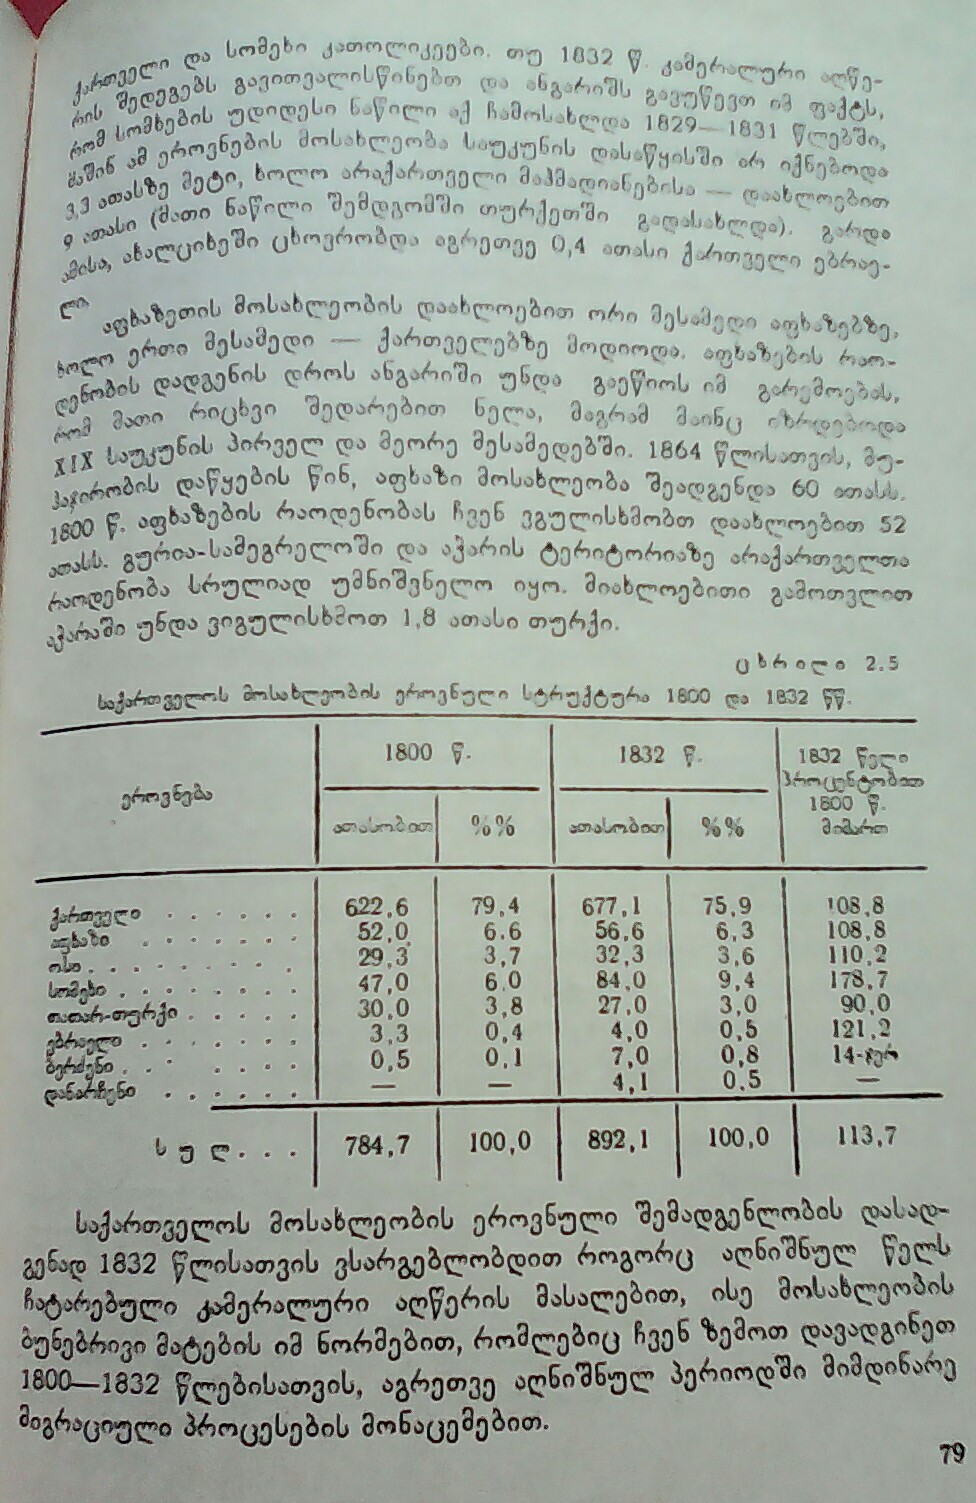 ქართველი და სომეხი კათოლიკეები. თუ 1832 წ. კამერალური აღწე-
რის შედეგებს გავითვალისწინებთ და ანგარიშს გავუწევთ იმ ფაქტს,
რომ სომხების უდიდესი ნაწილი აქ ჩამოსახლდა 1829—1831 წლებში,
მაშინ ამ ეროვნების მოსახლეობა საუკუნის დასაწყისში არ იქნებოდა
3,3 ათასზე მეტი, ხოლო არაქართველი მაჰმადიანებისა — დაახლოებით
9 ათასი (მათი ნაწილი შემდგომში თურქეთში გადასახლდა). გარდა
ამისა, ახალციხეში ცხოვრობდა აგრეთვე 0,4 ათასი ქართველი ებრაე-
ლი.
აფხაზეთის მოსახლეობის დაახლოებით ორი მესამედი აფხაზებზე,
ხოლო ერთი მესამედი — ქართველებზე მოდიოდა. აფხაზების რაო-
დენობის დადგენის დროს ანგარიში უნდა გაეწიოს იმ გარემოებას,
რომ მათი რიცხვი შედარებით ნელა, მაგრამ მაინც იზრდებოდა
XIX საუკუნის პირველ და მეორე მესამედებში. 1864 წლისათვის, მუ-
ჰაჯირობის დაწყების წინ, აფხაზი მოსახლეობა შეადგენდა 60 ათასს.
1800 წ. აფხაზების რაოდენობას ჩვენ ვგულისხმობთ დაახლოებით 52
ათასს. გურია-სამეგრელოში და აჭარის ტერიტორიაზე არაქართველთა
რაოდენობა სრულიად უმნიშვნელო იყო. მიახლოებითი გამოთვლით
აჭარაში უნდა ვიგულისხმოთ 1,8 ათასი თურქი.
ცხრილი 2.5
საქართველოს მოსახლეობის ეროვნული სტრუქტურა 1800 და 1832 წწ.
ეროვნება
1800 წ.
1832 წ.
1832 წელი
პროცენტობით
1800 წ.
მიმართ
ათასობით %% ათასობით %%
ქართველი . . . . . . 622,6 79,4 677,1 75,9 108,8
აფხაზი . . . . . . . 52,0 6,6 56,6 6,3 108,8
ოსი . . . . . . . . . 29,3 3,7 32,3 3,6 110,2
სომეხი . . . . . . . . 47,0 6,0 84,0 9,4 178,7
თათარ-თურქი . . . . . 30,0 3,8 27,0 3,0 90,0
ებრაელი . . . . . . . 3,3 0,4 4,0 0,5 121,2
ბერძენი . . . . . . . 0,5 0,1 7,0 0,8 14-ჯერ
დანარჩენი . . . . . . — — 4,1 0,5 —
სულ . . . 784,7 100,0 892,1 100,0 113,7
საქართველოს მოსახლეობის ეროვნული შემადგენლობის დასად-
გენად 1832 წლისათვის ვსარგებლობდით როგორც აღნიშნულ წელს
ჩატარებული კამერალური აღწერის მასალებით, ისე მოსახლეობის
ბუნებრივი მატების იმ ნორმებით, რომლებიც ჩვენ ზემოთ დავადგინეთ
1800—1832 წლებისათვის, აგრეთვე აღნიშნულ პერიოდში მიმდინარე
მიგრაციული პროცესების მონაცემებით.
79